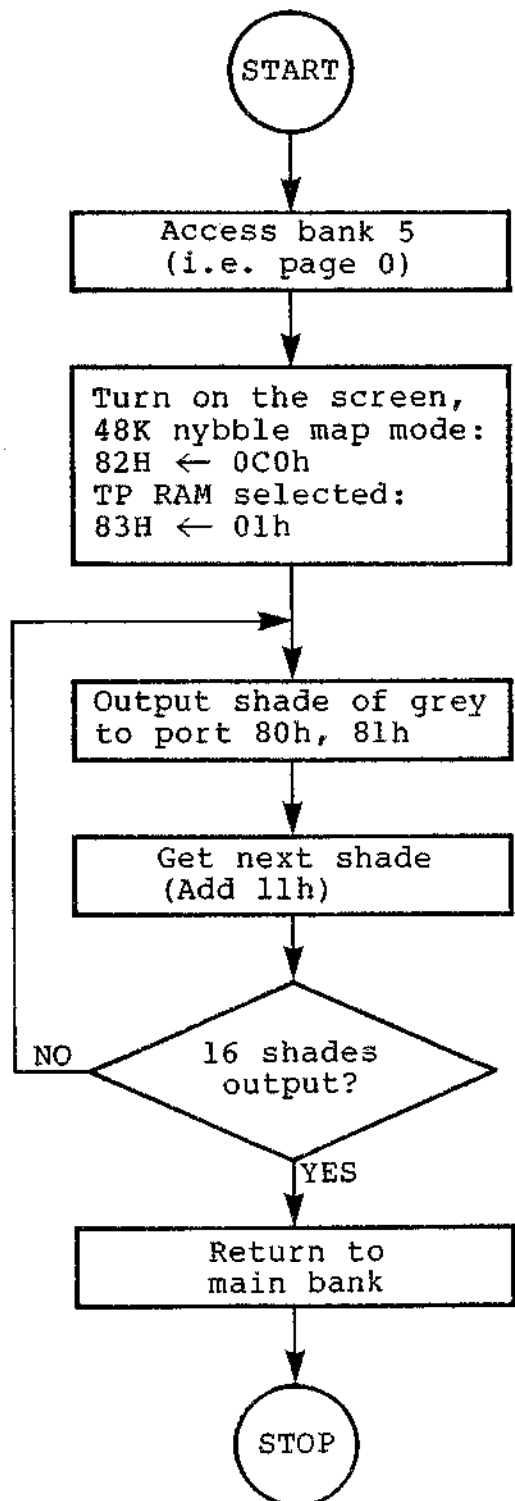 START
Access bank 5
(i.e. page 0)
Turn on the screen,
48K nybble map mode:
82H ← 0C0h
TP RAM selected:
83H ← 01h
Output shade of grey
to port 80h, 81h
Get next shade
(Add 11h)
16 shades
output?
NO
YES
Return to
main bank
STOP